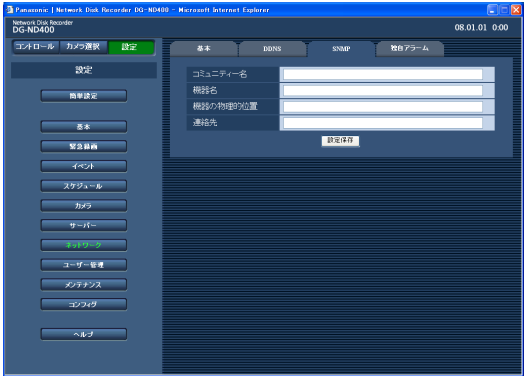 Panasonic | Network Disk Recorder DG-ND400 - Microsoft Internet Explorer
Network Disk Recorder
DG-ND400
08.01.01 0:00
コントロール カメラ選択 設定
基本 DDNS SNMP 独自アラーム
設定
簡単設定
基本
緊急録画
イベント
スケジュール
カメラ
サーバー
ネットワーク
ユーザー管理
メンテナンス
コンフィグ
ヘルプ
コミュニティー名
機器名
機器の物理的位置
連絡先
設定保存